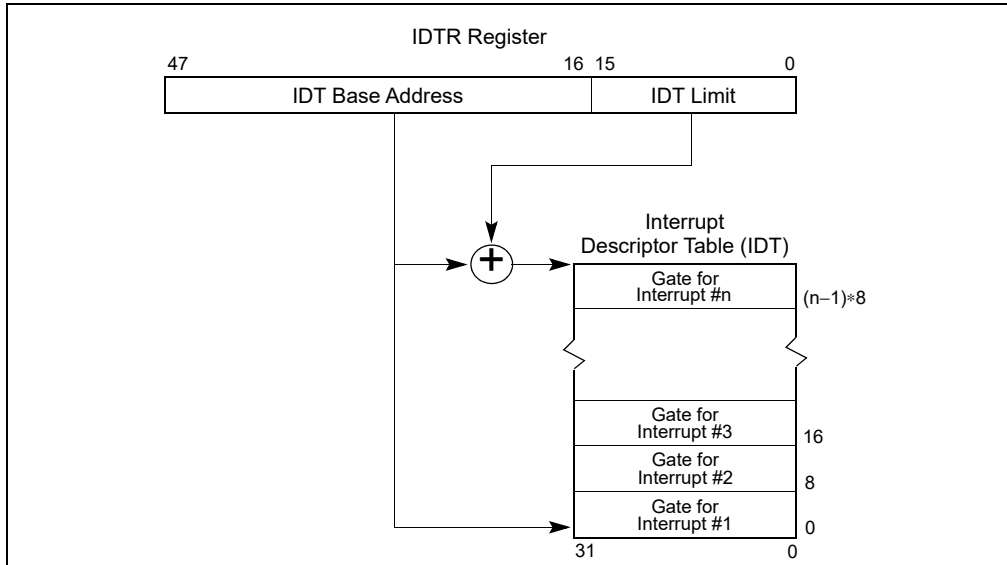 IDTR Register
47 16 15 0
IDT Base Address IDT Limit
+
Interrupt
Descriptor Table (IDT)
Gate for
Interrupt #n
(n−1)∗8
Gate for
Interrupt #3
16
Gate for
Interrupt #2
8
Gate for
Interrupt #1
0
31 0